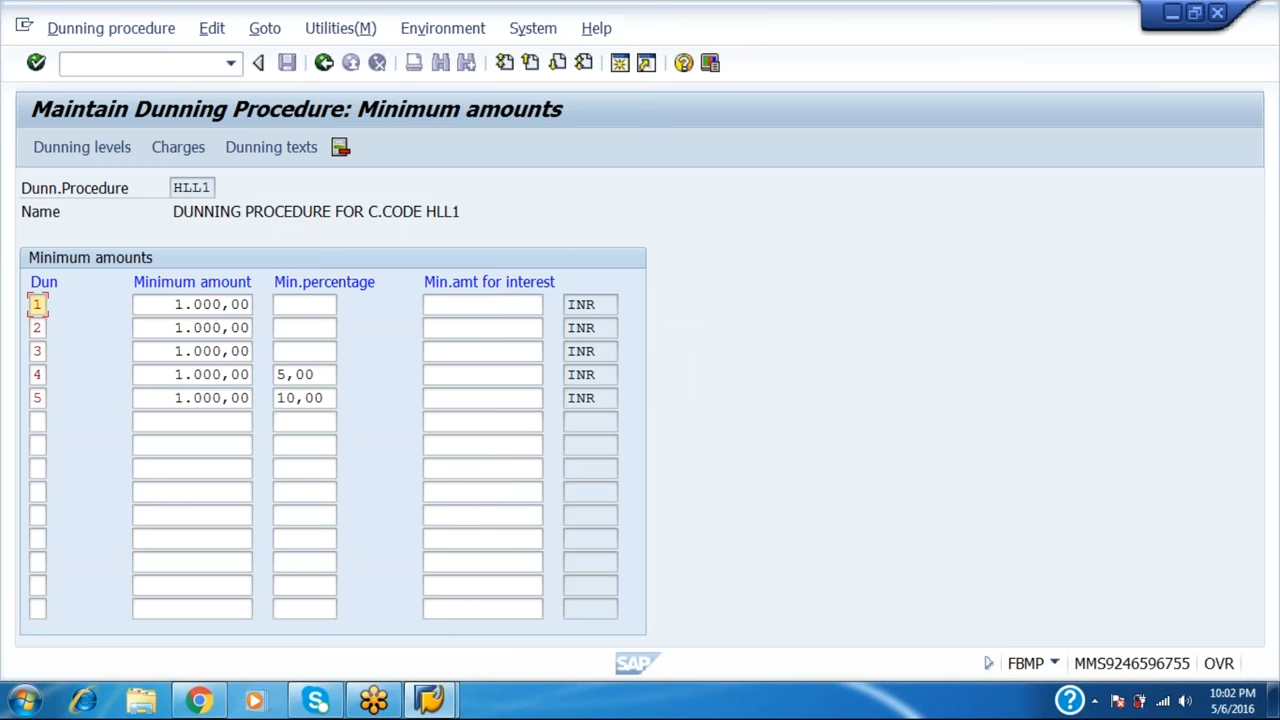 Dunning procedure Edit Goto Utilities(M) Environment System Help
Maintain Dunning Procedure: Minimum amounts
Dunning levels Charges Dunning texts
Dunn.Procedure HLL1
Name DUNNING PROCEDURE FOR C.CODE HLL1
Minimum amounts
Dun Minimum amount Min.percentage Min.amt for interest
1 1.000,00 INR
2 1.000,00 INR
3 1.000,00 INR
4 1.000,00 5,00 INR
5 1.000,00 10,00 INR
SAP FBMP MMS9246596755 OVR
10:02 PM
5/6/2016